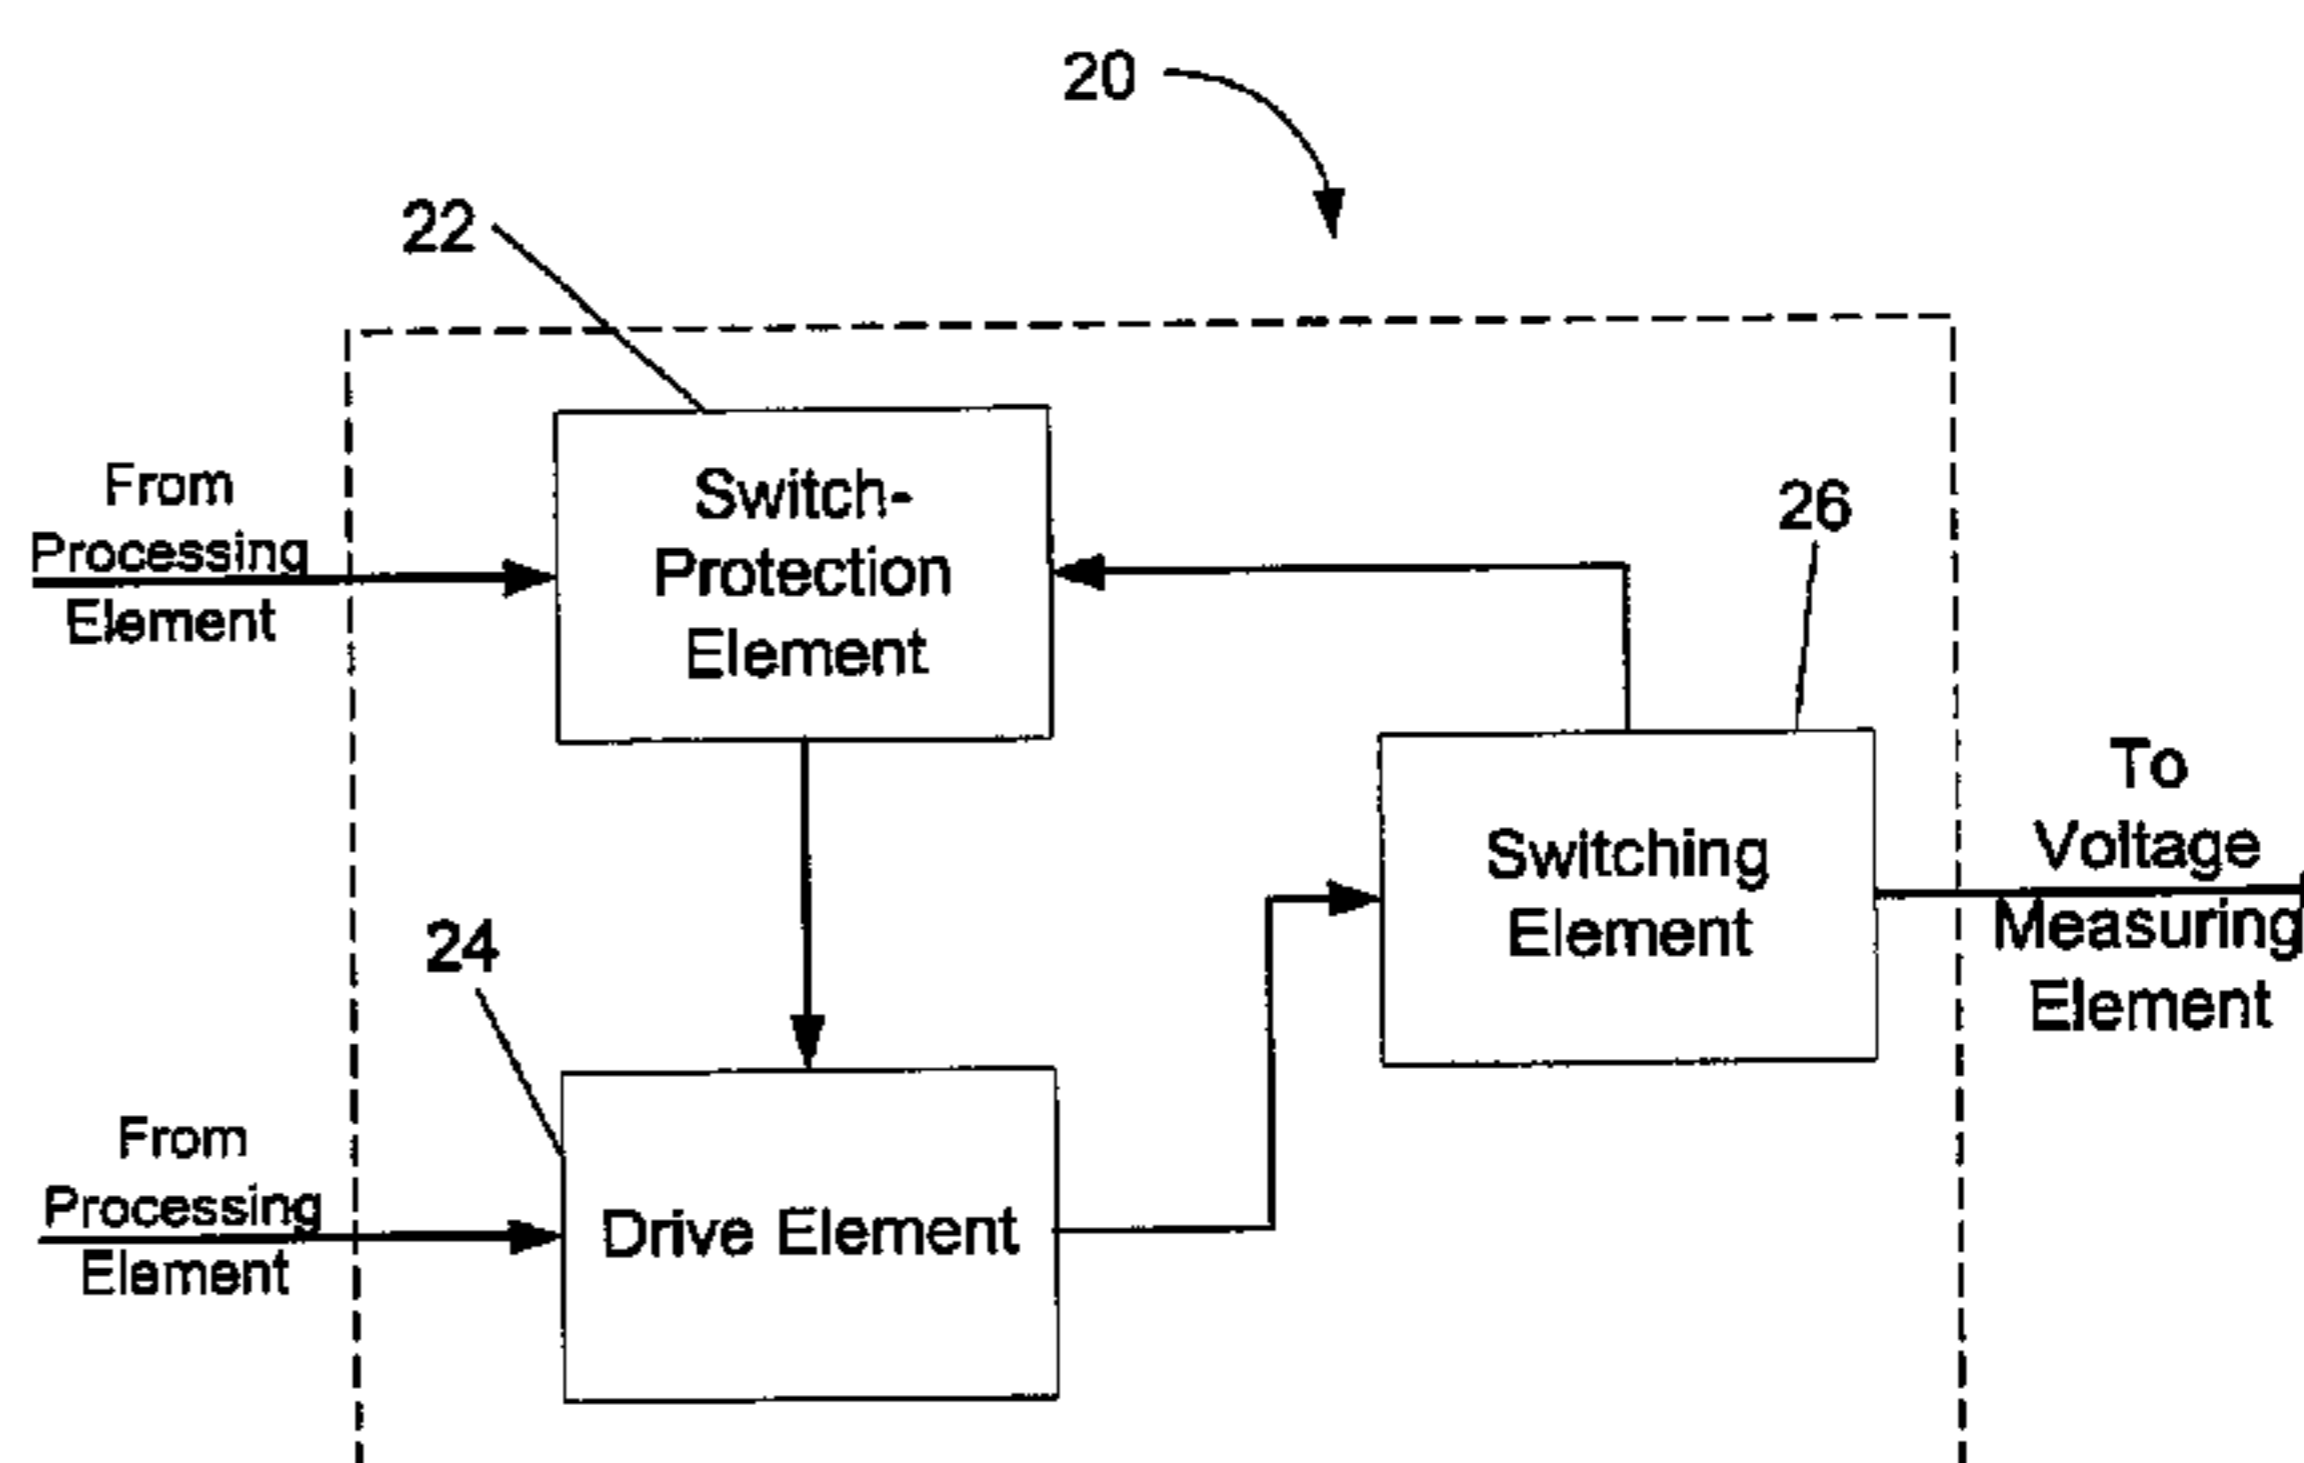 20
22
From
Processing
Element
Switch-
Protection
Element
26
Switching
Element
To
Voltage
Measuring
Element
24
From
Processing
Element
Drive Element